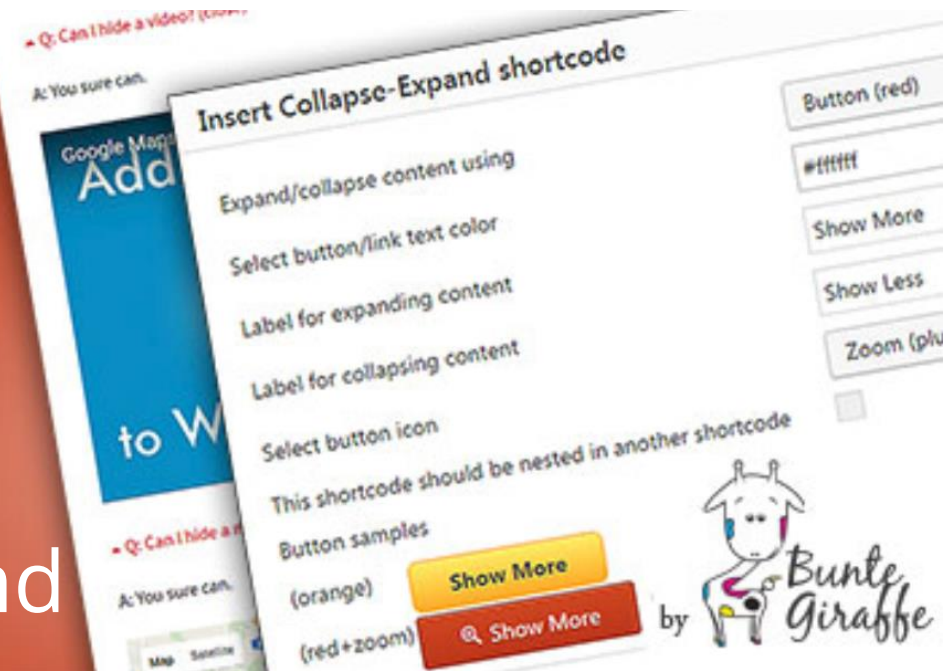 Q: Can I hide a video?
A: You sure can.
Google Maps
Add
to W
Q: Can I hide a
A: You sure can.
Map Satellite
nd
Insert Collapse-Expand shortcode
Expand/collapse content using
Button (red)
Select button/link text color
#ffffff
Label for expanding content
Show More
Label for collapsing content
Show Less
Select button icon
Zoom (plu
This shortcode should be nested in another shortcode
Button samples
(orange)
Show More
(red+zoom)
Show More
by
Bunte
Giraffe